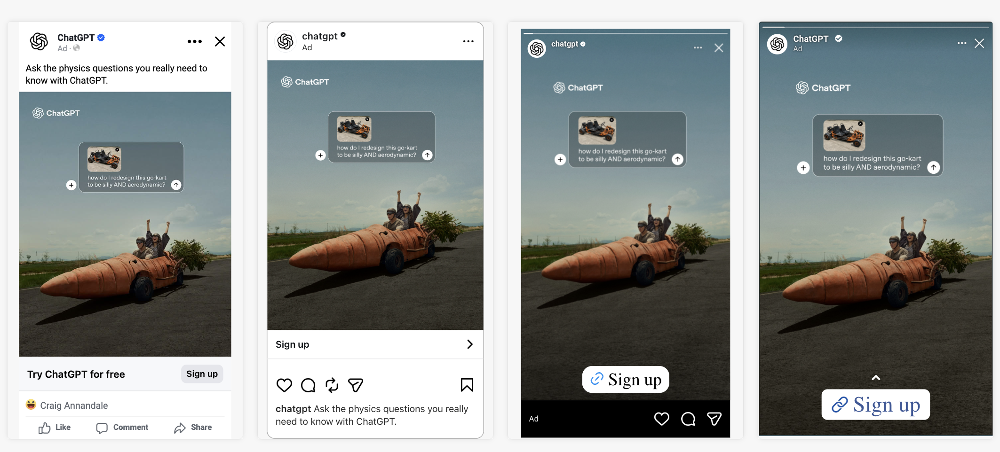 ChatGPT
Ad ·
Ask the physics questions you really need to
know with ChatGPT.
ChatGPT
how do I redesign this go-kart
to be silly AND aerodynamic?
Try ChatGPT for free
Sign up
Craig Annandale
Like
Comment
Share
chatgpt
Ad
ChatGPT
how do I redesign this go-kart
to be silly AND aerodynamic?
Sign up
chatgpt Ask the physics questions you really
need to know with ChatGPT.
chatgpt
ChatGPT
how do I redesign this go-kart
to be silly AND aerodynamic?
Sign up
Ad
ChatGPT
Ad
ChatGPT
how do I redesign this go-kart
to be silly AND aerodynamic?
Sign up